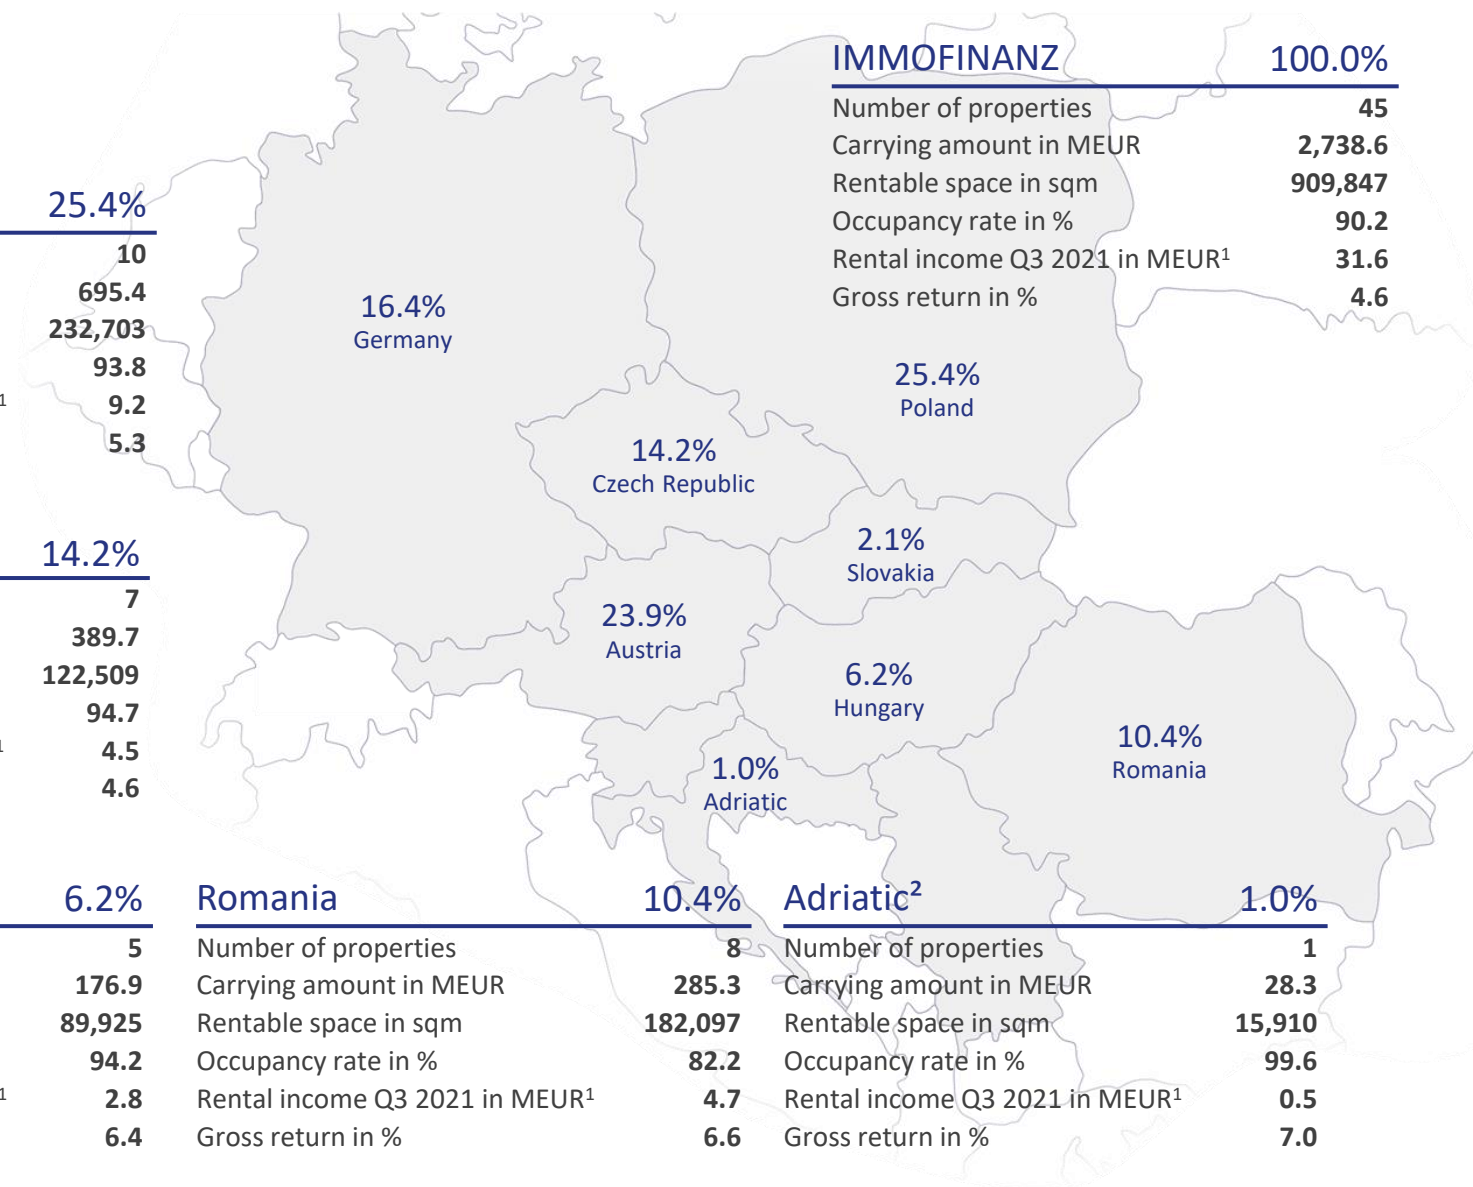 IMMOFINANZ 100.0%
Number of properties 45
Carrying amount in MEUR 2,738.6
Rentable space in sqm 909,847
Occupancy rate in % 90.2
Rental income Q3 2021 in MEUR¹ 31.6
Gross return in % 4.6
25.4%
10
695.4
232,703
93.8
1 9.2
5.3
16.4%
Germany
25.4%
Poland
14.2%
Czech Republic
2.1%
Slovakia
23.9%
Austria
6.2%
Hungary
10.4%
Romania
1.0%
Adriatic
14.2%
7
389.7
122,509
94.7
1 4.5
4.6
6.2%
5
176.9
89,925
94.2
1 2.8
6.4
Romania 10.4%
Number of properties 8
Carrying amount in MEUR 285.3
Rentable space in sqm 182,097
Occupancy rate in % 82.2
Rental income Q3 2021 in MEUR¹ 4.7
Gross return in % 6.6
Adriatic² 1.0%
Number of properties 1
Carrying amount in MEUR 28.3
Rentable space in sqm 15,910
Occupancy rate in % 99.6
Rental income Q3 2021 in MEUR¹ 0.5
Gross return in % 7.0